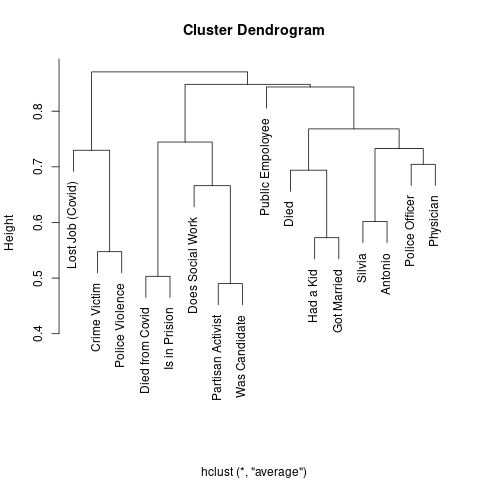 Cluster Dendrogram
Height
0.4
0.5
0.6
0.7
0.8
Lost Job (Covid)
Crime Victim
Police Violence
Died from Covid
Is in Prision
Does Social Work
Partisan Activist
Was Candidate
Public Empoloyee
Died
Had a Kid
Got Married
Silvia
Antonio
Police Officer
Physician
hclust (*, "average")